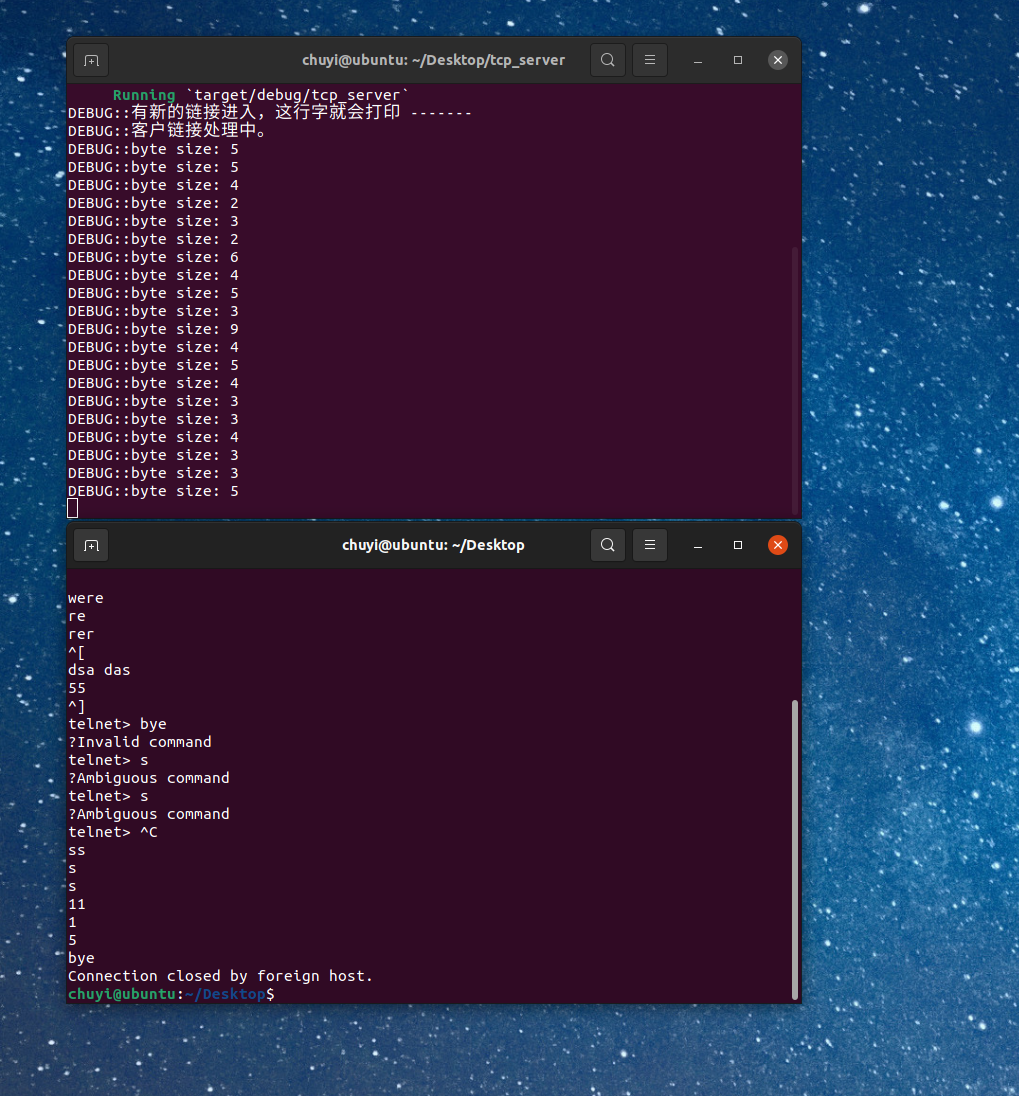 chuyi@ubuntu: ~/Desktop/tcp_server
Running `target/debug/tcp_server`
DEBUG::有新的链接进入，这行字就会打印 -------
DEBUG::客户链接处理中。
DEBUG::byte size: 5
DEBUG::byte size: 5
DEBUG::byte size: 4
DEBUG::byte size: 2
DEBUG::byte size: 3
DEBUG::byte size: 2
DEBUG::byte size: 6
DEBUG::byte size: 4
DEBUG::byte size: 5
DEBUG::byte size: 3
DEBUG::byte size: 9
DEBUG::byte size: 4
DEBUG::byte size: 5
DEBUG::byte size: 4
DEBUG::byte size: 3
DEBUG::byte size: 3
DEBUG::byte size: 4
DEBUG::byte size: 3
DEBUG::byte size: 3
DEBUG::byte size: 5
chuyi@ubuntu: ~/Desktop
were
re
rer
^[
dsa das
55
^]
telnet> bye
?Invalid command
telnet> s
?Ambiguous command
telnet> s
?Ambiguous command
telnet> ^C
ss
s
s
11
1
5
bye
Connection closed by foreign host.
chuyi@ubuntu:~/Desktop$